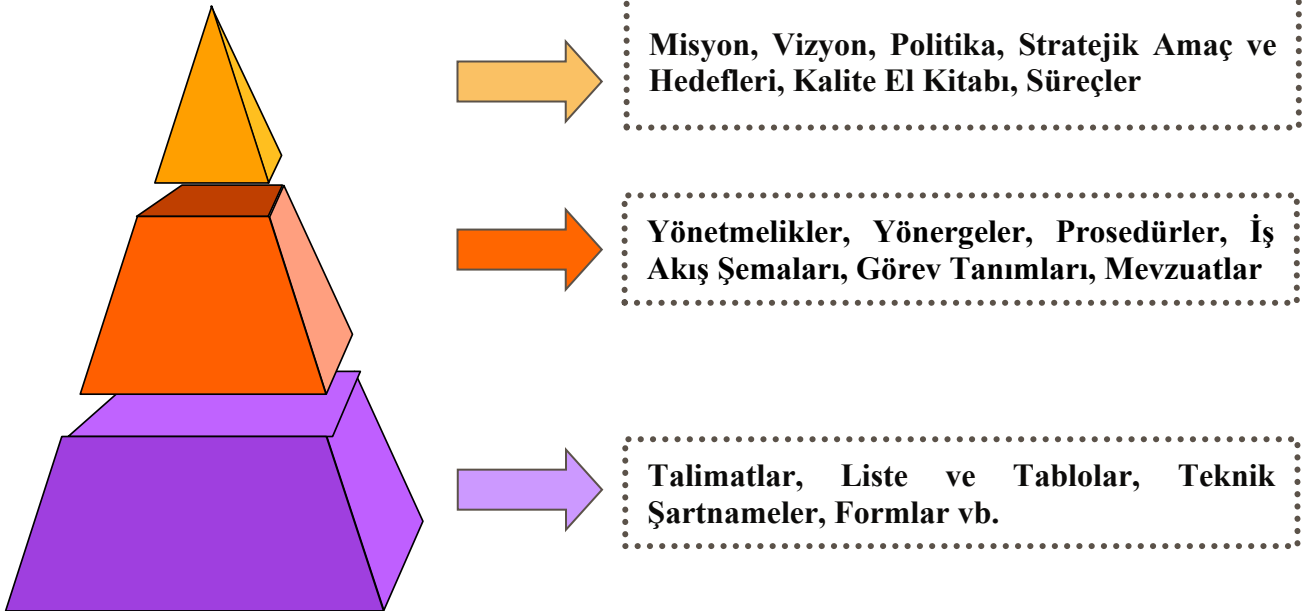 Misyon, Vizyon, Politika, Stratejik Amaç ve
Hedefleri, Kalite El Kitabı, Süreçler
Yönetmelikler, Yönergeler, Prosedürler, İş
Akış Şemaları, Görev Tanımları, Mevzuatlar
Talimatlar, Liste ve Tablolar, Teknik
Şartnameler, Formlar vb.